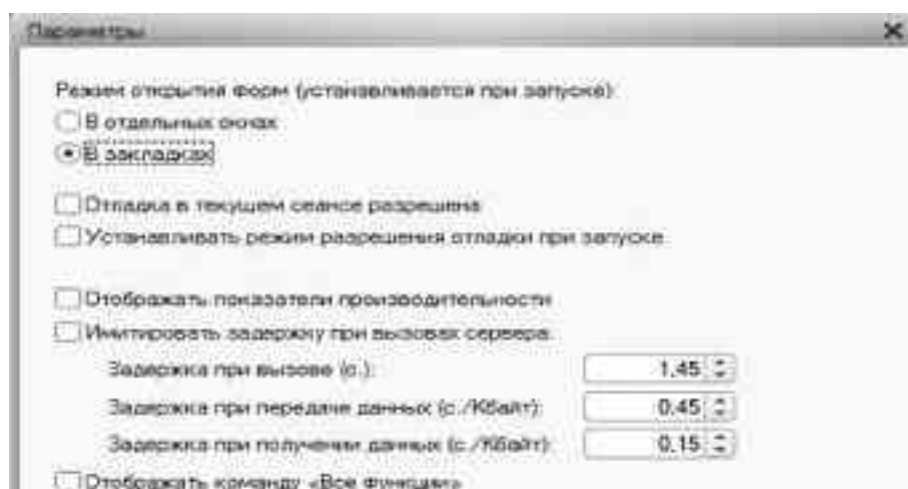 Параметры
Режим открытия форм (устанавливается при запуске):
В отдельных окнах
В закладках
Отладка в текущем сеансе разрешена
Устанавливать режим разрешения отладки при запуске
Отображать показатели производительности
Имитировать задержку при вызовах сервера:
Задержка при вызове (с.): 1,45
Задержка при передаче данных (с./Кбайт): 0,45
Задержка при получении данных (с./Кбайт): 0,15
Отображать команду «Все функции»